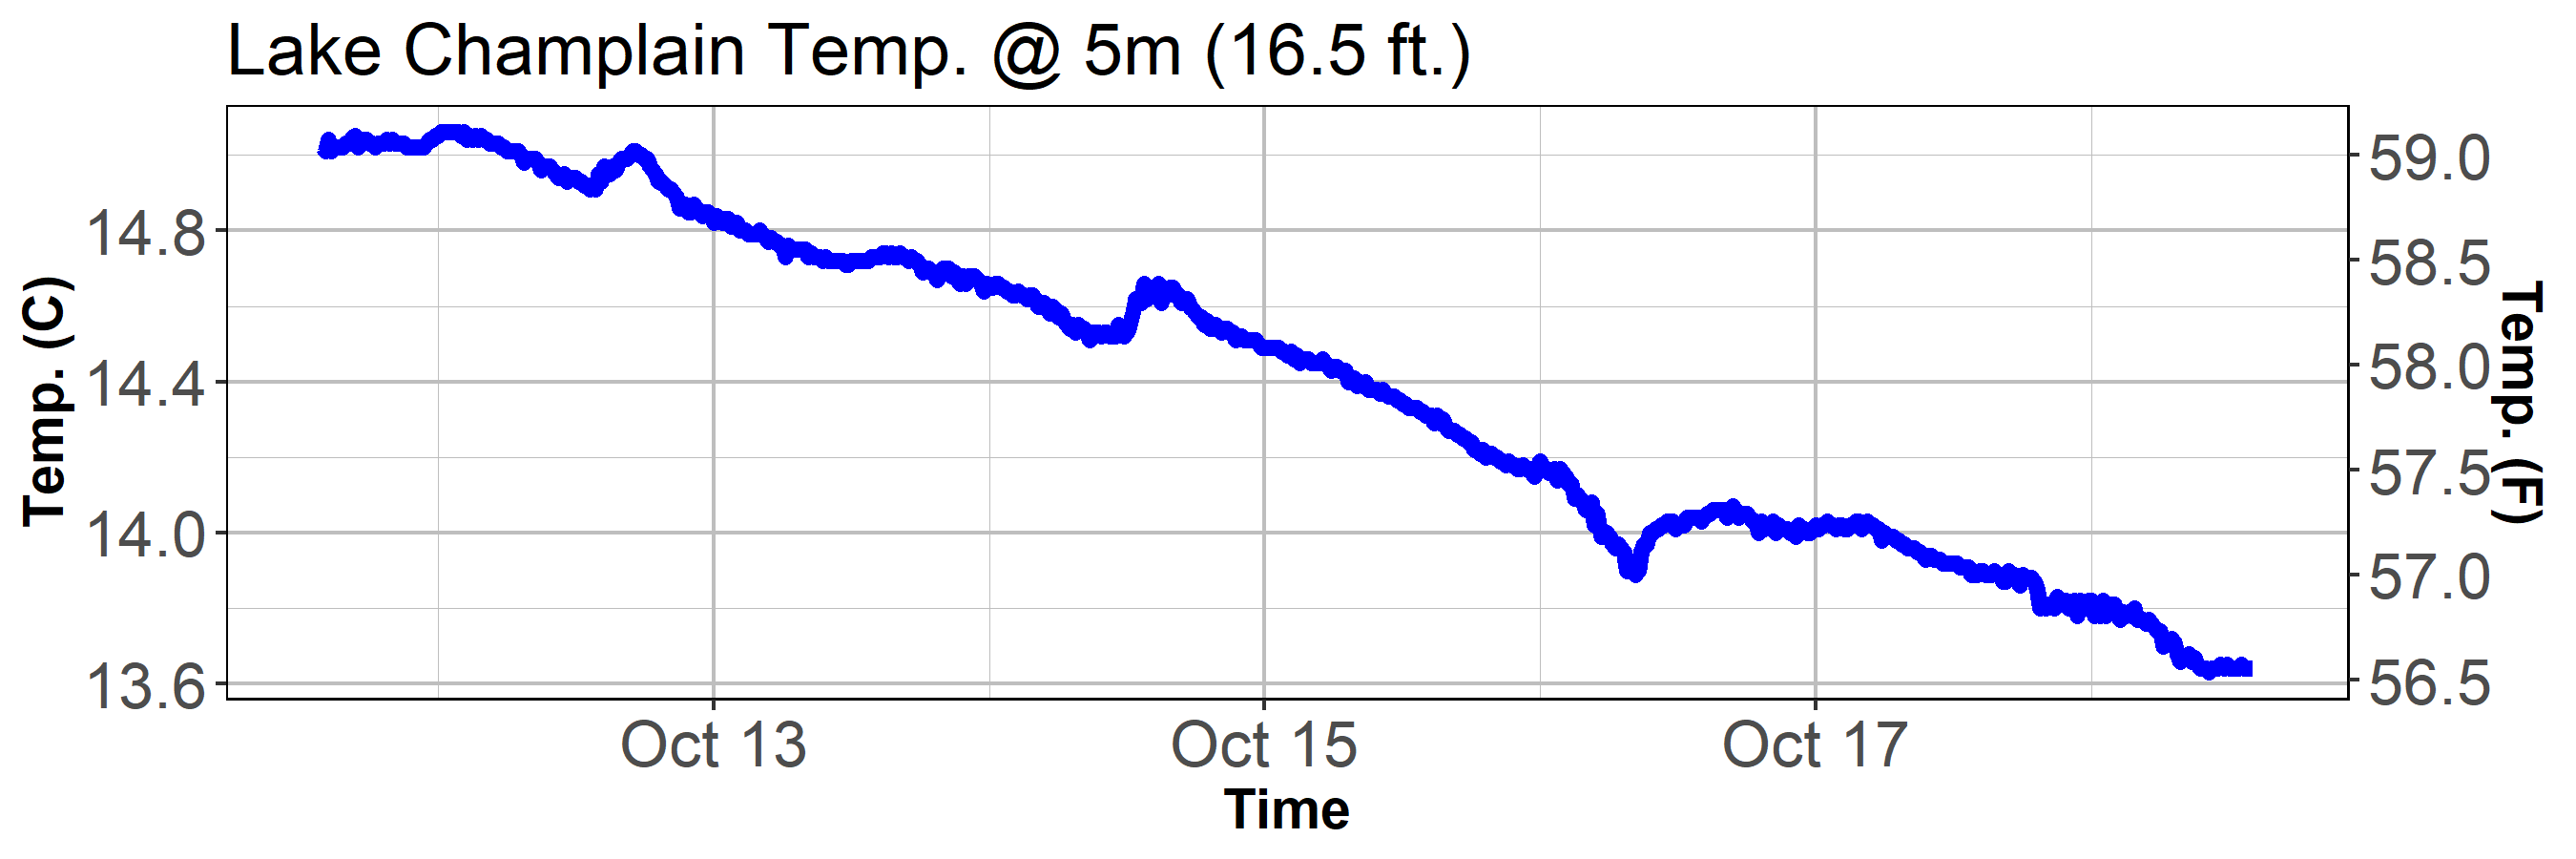 Lake Champlain Temp. @ 5m (16.5 ft.)
Temp. (C)
14.8
14.4
14.0
13.6
59.0
58.5
58.0
57.5
57.0
56.5
Temp. (F)
Oct 13 Oct 15 Oct 17
Time